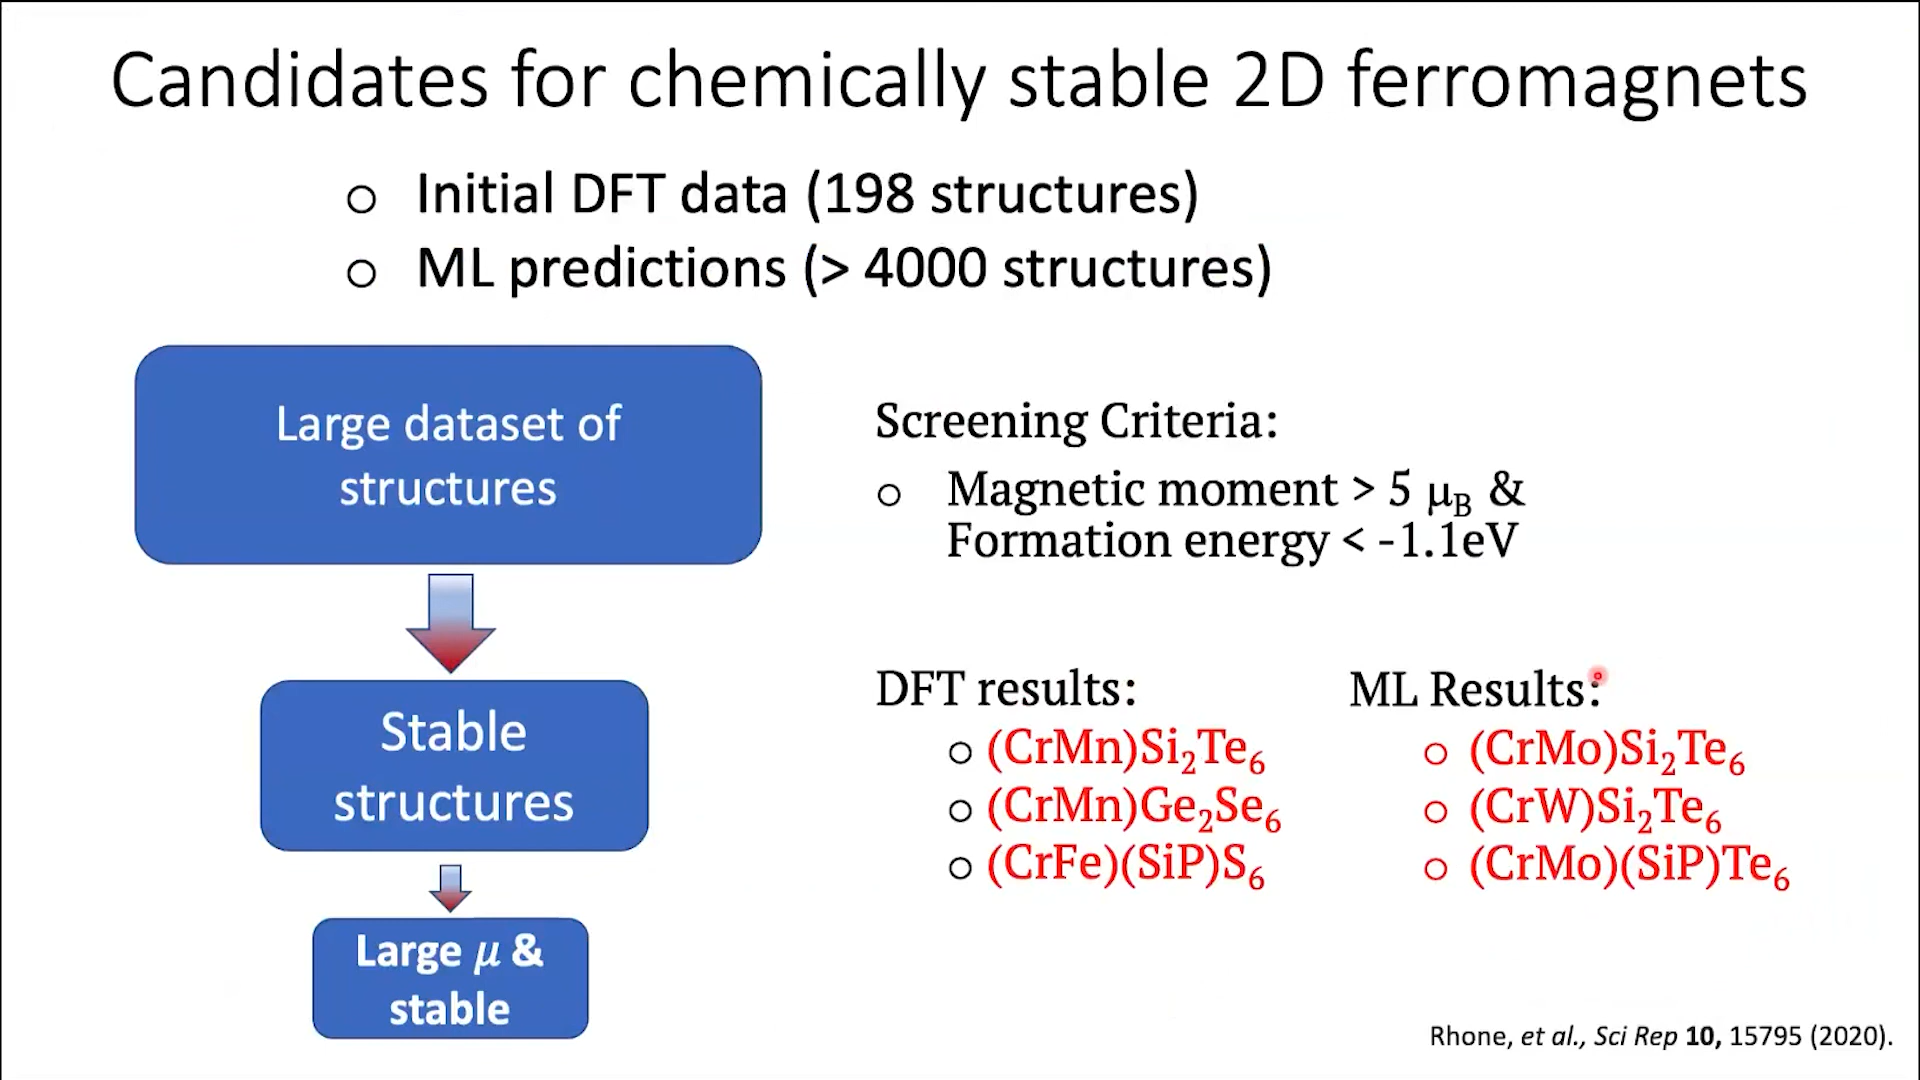 Candidates for chemically stable 2D ferromagnets
○ Initial DFT data (198 structures)
○ ML predictions (> 4000 structures)
Large dataset of
structures
Stable
structures
Large μ &
stable
Screening Criteria:
○ Magnetic moment > 5 μ_B &
Formation energy < -1.1eV
DFT results:
○ (CrMn)Si₂Te₆
○ (CrMn)Ge₂Se₆
○ (CrFe)(SiP)S₆
ML Results:
○ (CrMo)Si₂Te₆
○ (CrW)Si₂Te₆
○ (CrMo)(SiP)Te₆
Rhone, et al., Sci Rep 10, 15795 (2020).